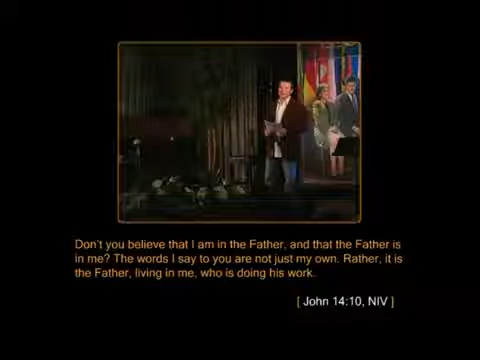 Don't you believe that I am in the Father, and that the Father is
in me? The words I say to you are not just my own. Rather, it is
the Father, living in me, who is doing his work.
[ John 14:10, NIV ]